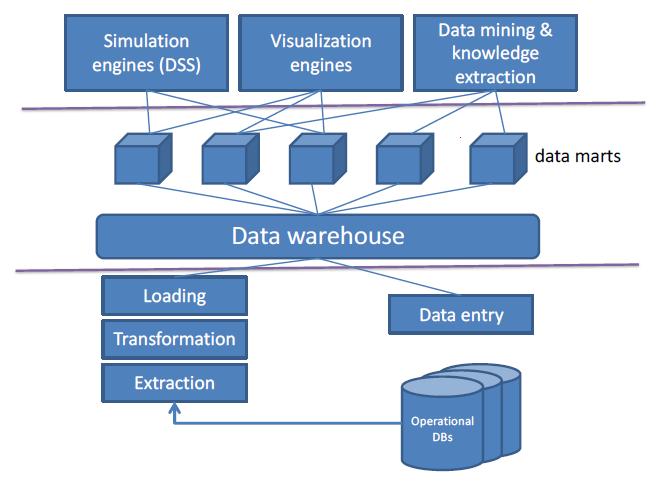 Simulation
engines (DSS)
Visualization
engines
Data mining &
knowledge
extraction
data marts
Data warehouse
Loading
Transformation
Extraction
Data entry
Operational
DBs